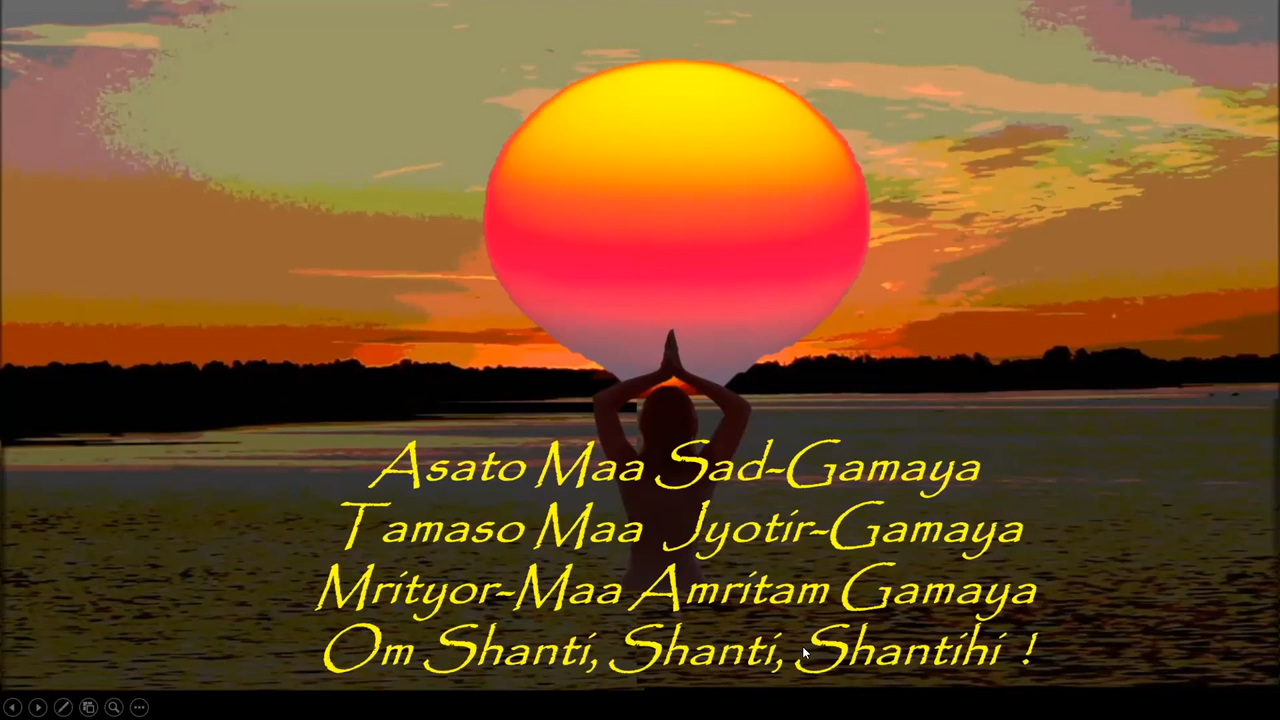 Asato Maa Sad-Gamaya
Tamaso Maa Jyotir-Gamaya
Mrityor-Maa Amritam Gamaya
Om Shanti, Shanti, Shantihi !